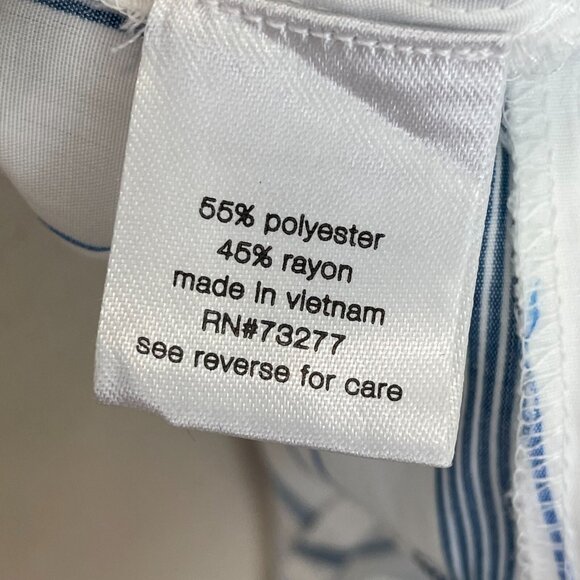 55% polyester
45% rayon
made in vietnam
RN#73277
see reverse for care